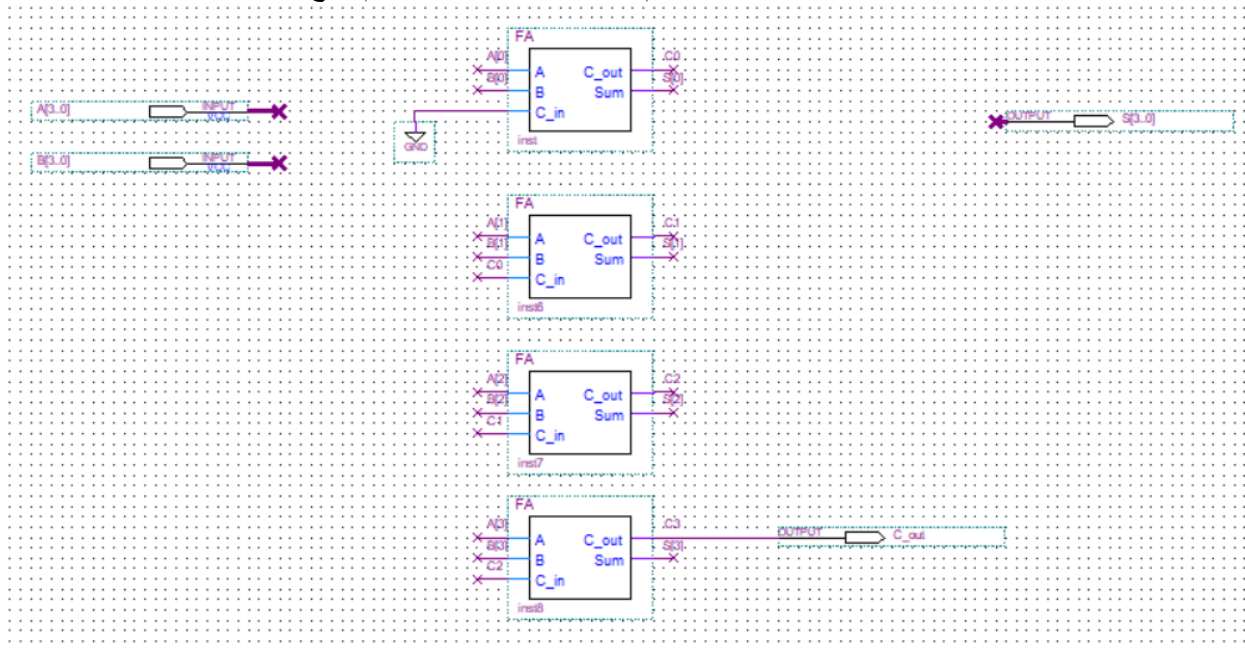 FA
A[0]
C0
A
C_out
B[0]
S[0]
B
Sum
C_in
inst
A[3..0]
INPUT
VCC
GND
OUTPUT
S[3..0]
B[3..0]
INPUT
VCC
FA
A[1]
C1
A
C_out
B[1]
S[1]
B
Sum
C0
C_in
inst6
FA
A[2]
C2
A
C_out
B[2]
S[2]
B
Sum
C1
C_in
inst7
FA
A[3]
C3
A
C_out
OUTPUT
C_out
B[3]
S[3]
B
Sum
C2
C_in
inst8